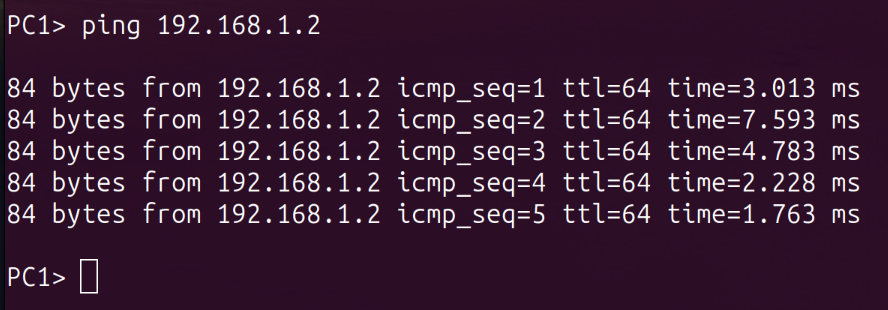 PC1> ping 192.168.1.2
84 bytes from 192.168.1.2 icmp_seq=1 ttl=64 time=3.013 ms
84 bytes from 192.168.1.2 icmp_seq=2 ttl=64 time=7.593 ms
84 bytes from 192.168.1.2 icmp_seq=3 ttl=64 time=4.783 ms
84 bytes from 192.168.1.2 icmp_seq=4 ttl=64 time=2.228 ms
84 bytes from 192.168.1.2 icmp_seq=5 ttl=64 time=1.763 ms
PC1>